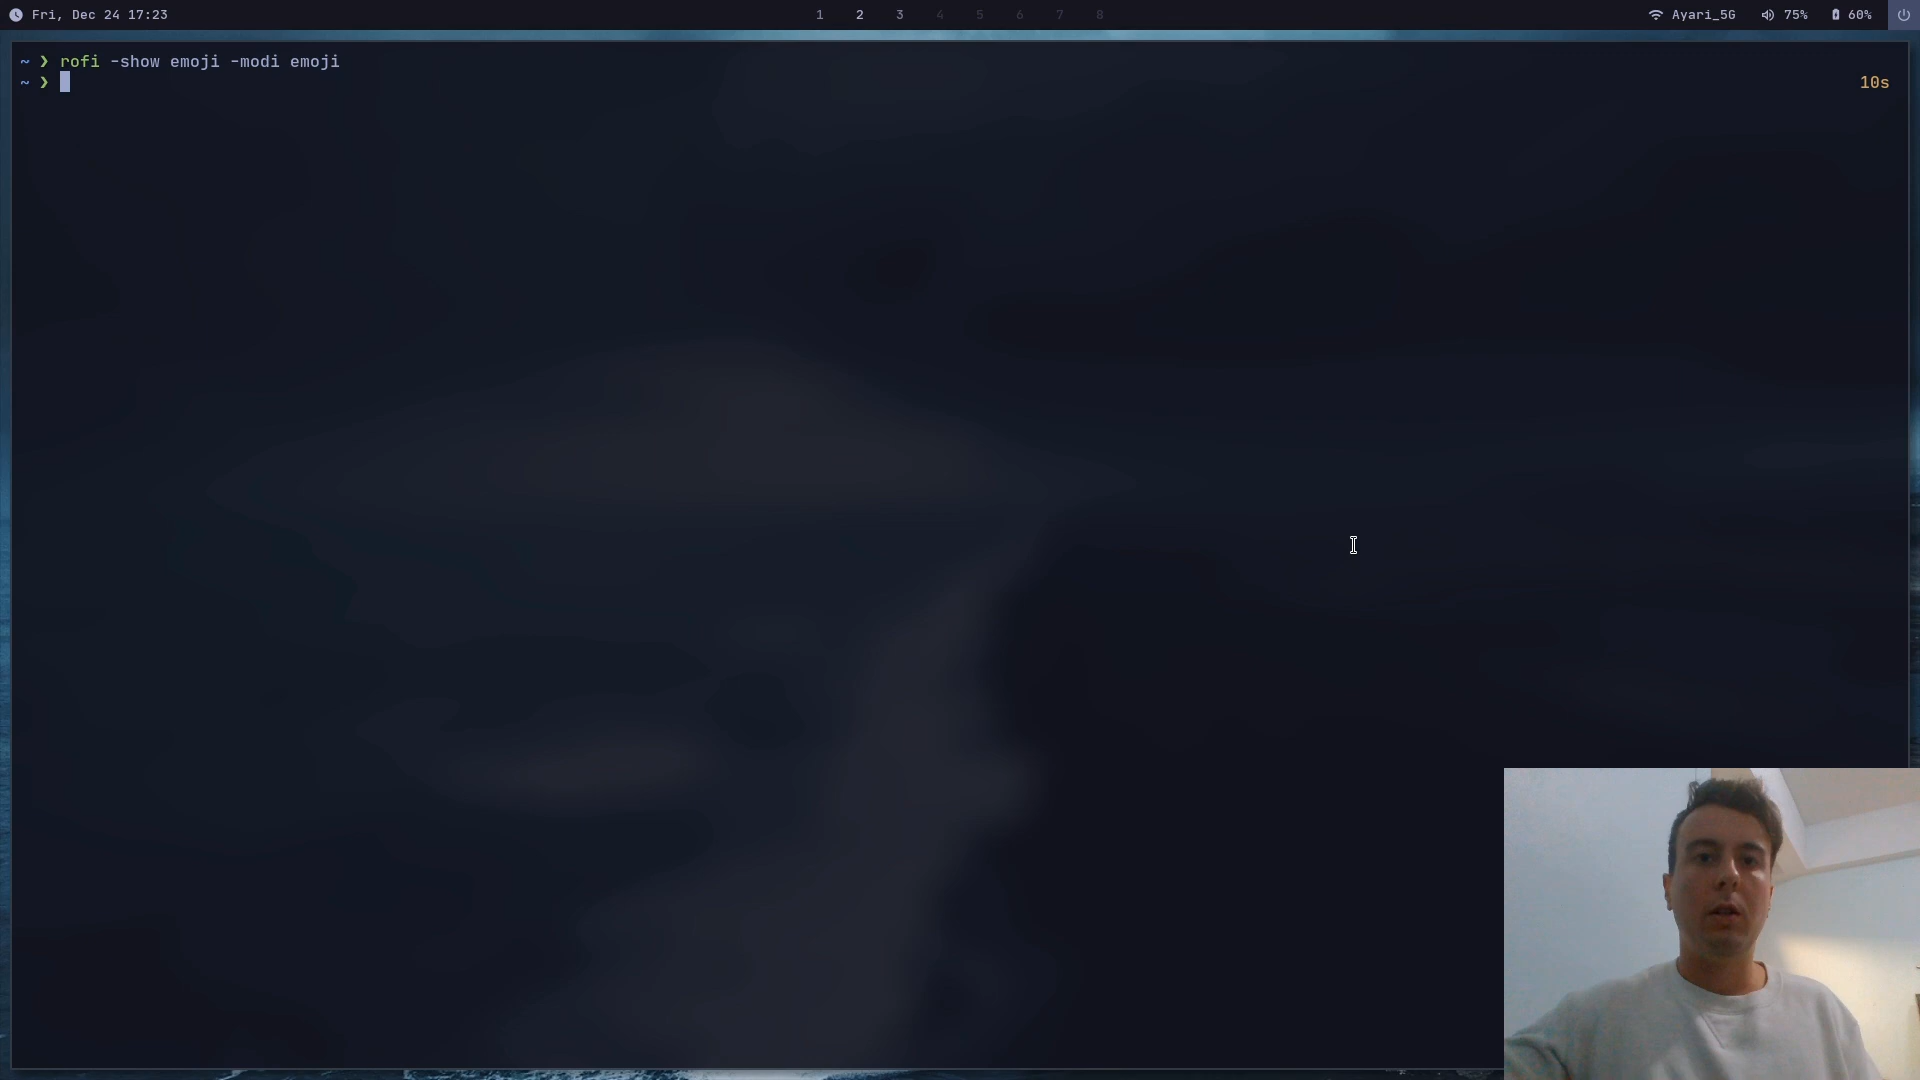 Fri, Dec 24 17:23
1 2 3 4 5 6 7 8
Ayari_5G 75% 60%
~ ❯ rofi -show emoji -modi emoji
~ ❯ 10s